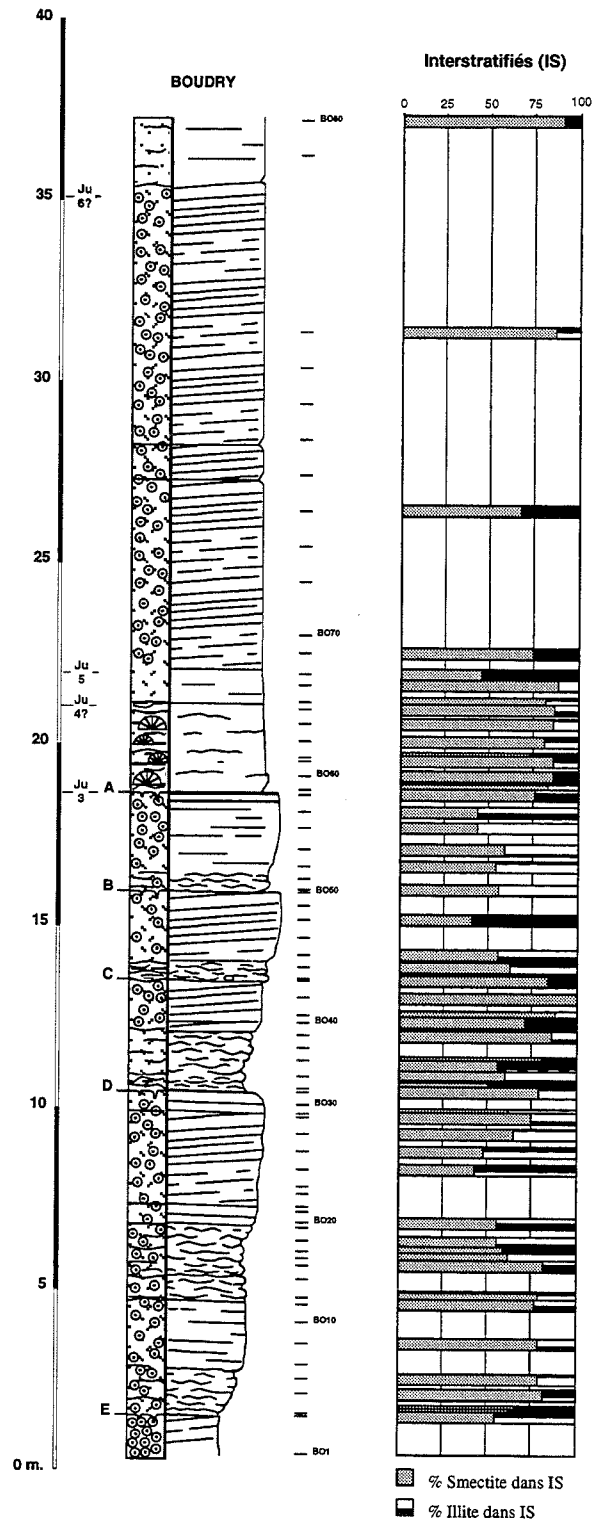 40
Interstratifiés (IS)
BOUDRY
0 25 50 75 100
BO80
35
Ju
6?
30
25
BO70
Ju
5
Ju
4?
20
BO60
A
Ju
3
B
BO50
15
C
BO40
D
10
BO30
BO20
5
BO10
E
0 m.
BO1
% Smectite dans IS
% Illite dans IS